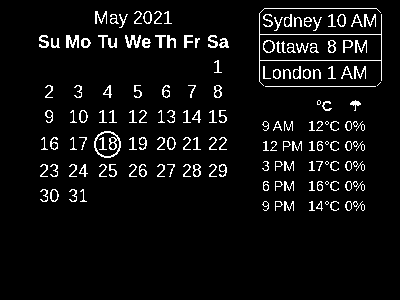 May 2021
Su Mo Tu We Th Fr Sa
1
2 3 4 5 6 7 8
9 10 11 12 13 14 15
16 17 18 19 20 21 22
23 24 25 26 27 28 29
30 31
Sydney 10 AM
Ottawa 8 PM
London 1 AM
°C ☂
9 AM 12°C 0%
12 PM 16°C 0%
3 PM 17°C 0%
6 PM 16°C 0%
9 PM 14°C 0%